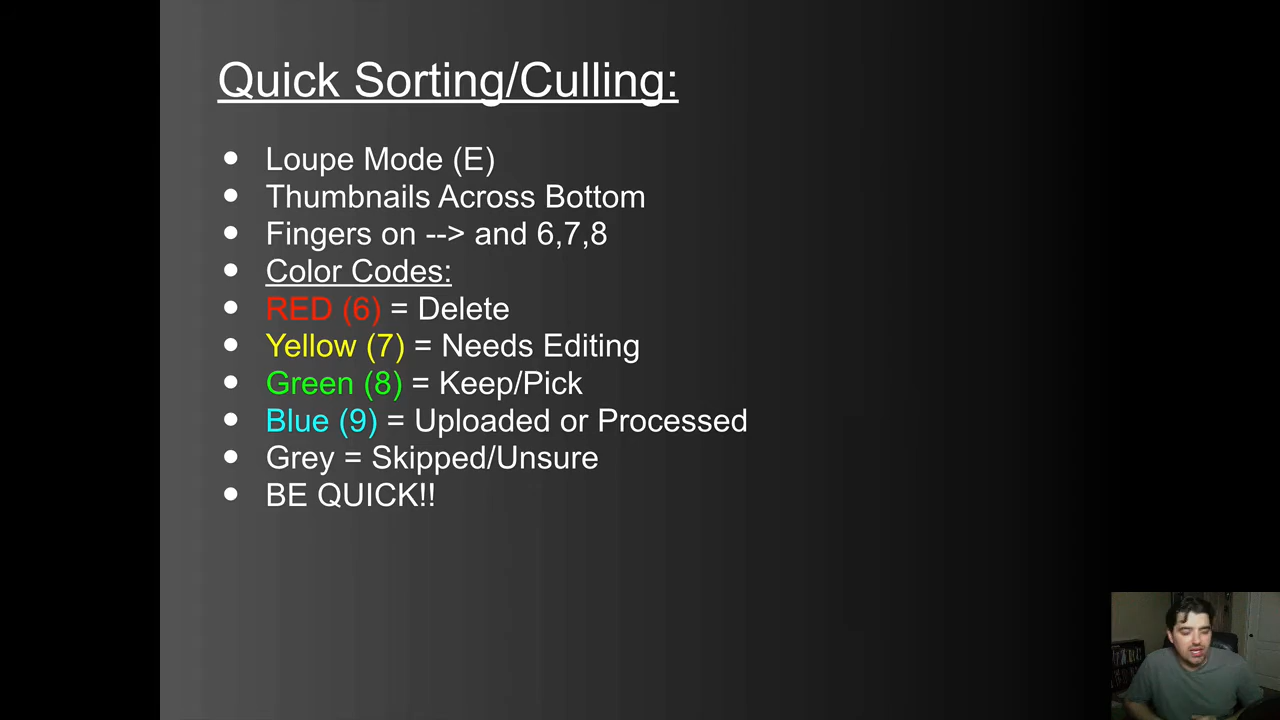 Quick Sorting/Culling:
● Loupe Mode (E)
● Thumbnails Across Bottom
● Fingers on --> and 6,7,8
● Color Codes:
● RED (6) = Delete
● Yellow (7) = Needs Editing
● Green (8) = Keep/Pick
● Blue (9) = Uploaded or Processed
● Grey = Skipped/Unsure
● BE QUICK!!